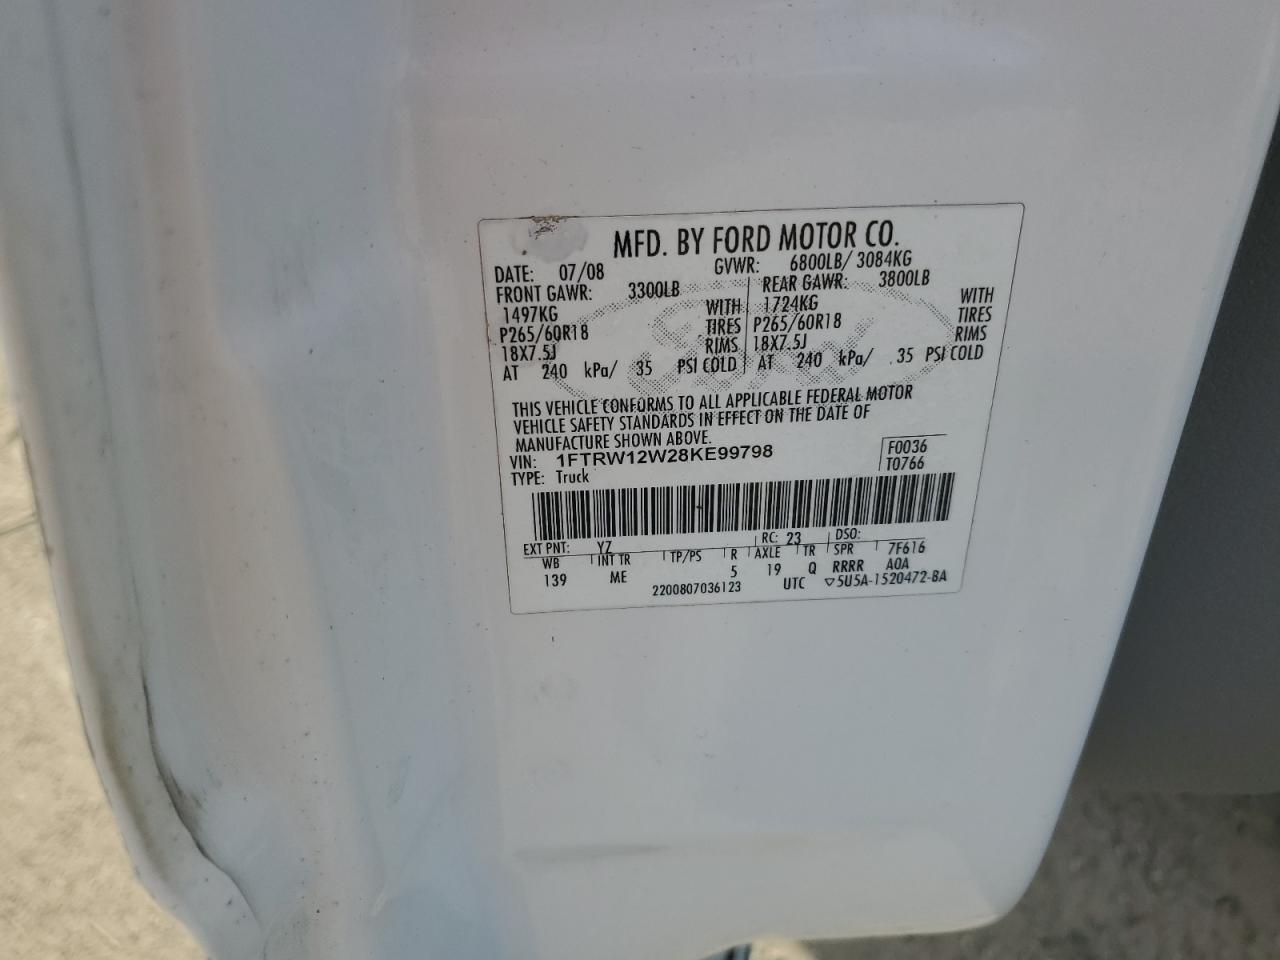 MFD. BY FORD MOTOR CO.
DATE: 07/08 GVWR: 6800LB/ 3084KG
FRONT GAWR: 3300LB REAR GAWR: 3800LB
1497KG WITH 1724KG WITH
P265/60R18 TIRES P265/60R18 TIRES
18X7.5J RIMS 18X7.5J RIMS
AT 240 kPa/ 35 PSI COLD AT 240 kPa/ 35 PSI COLD
THIS VEHICLE CONFORMS TO ALL APPLICABLE FEDERAL MOTOR
VEHICLE SAFETY STANDARDS IN EFFECT ON THE DATE OF
MANUFACTURE SHOWN ABOVE.
VIN: 1FTRW12W28KE99798 F0036
TYPE: Truck T0766
EXT PNT: YZ RC: 23 DSO:
WB INT TR TP/PS R AXLE TR SPR 7F616
139 ME 5 19 Q RRRR A0A
2200807036123 UTC ▽5U5A-1520472-BA